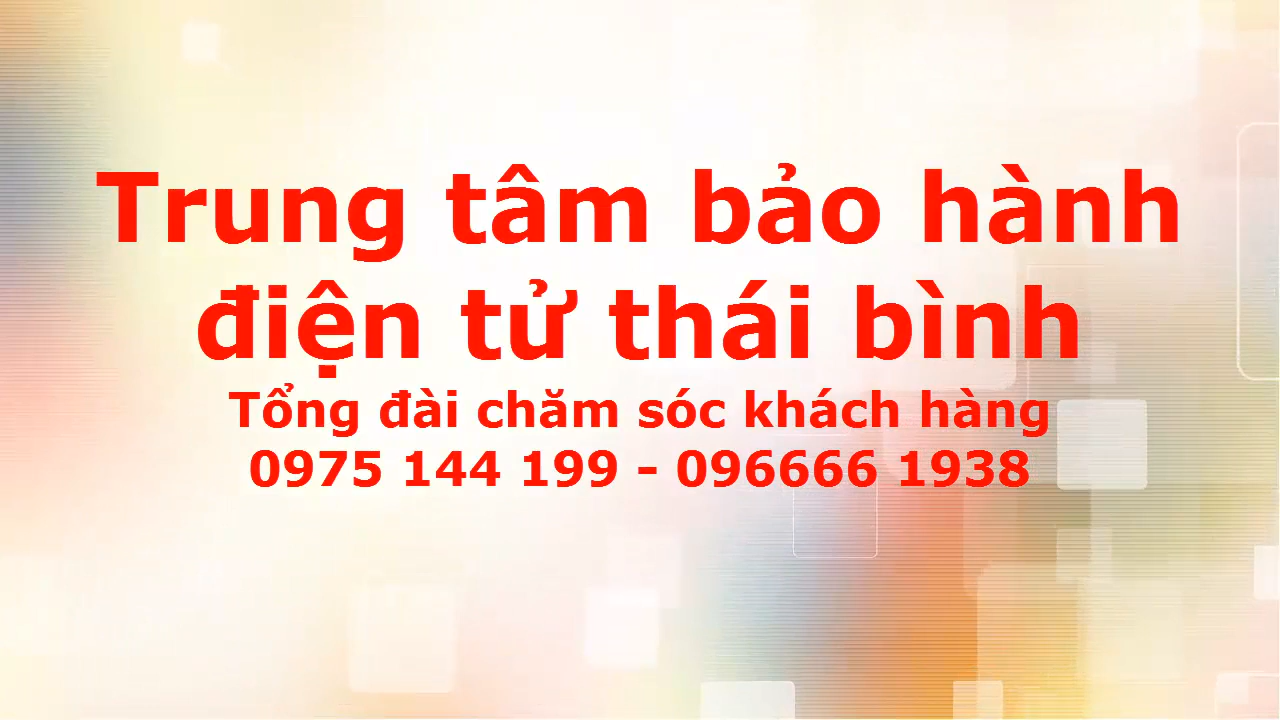 Trung tâm bảo hành
điện tử thái bình
Tổng đài chăm sóc khách hàng
0975 144 199 - 096666 1938